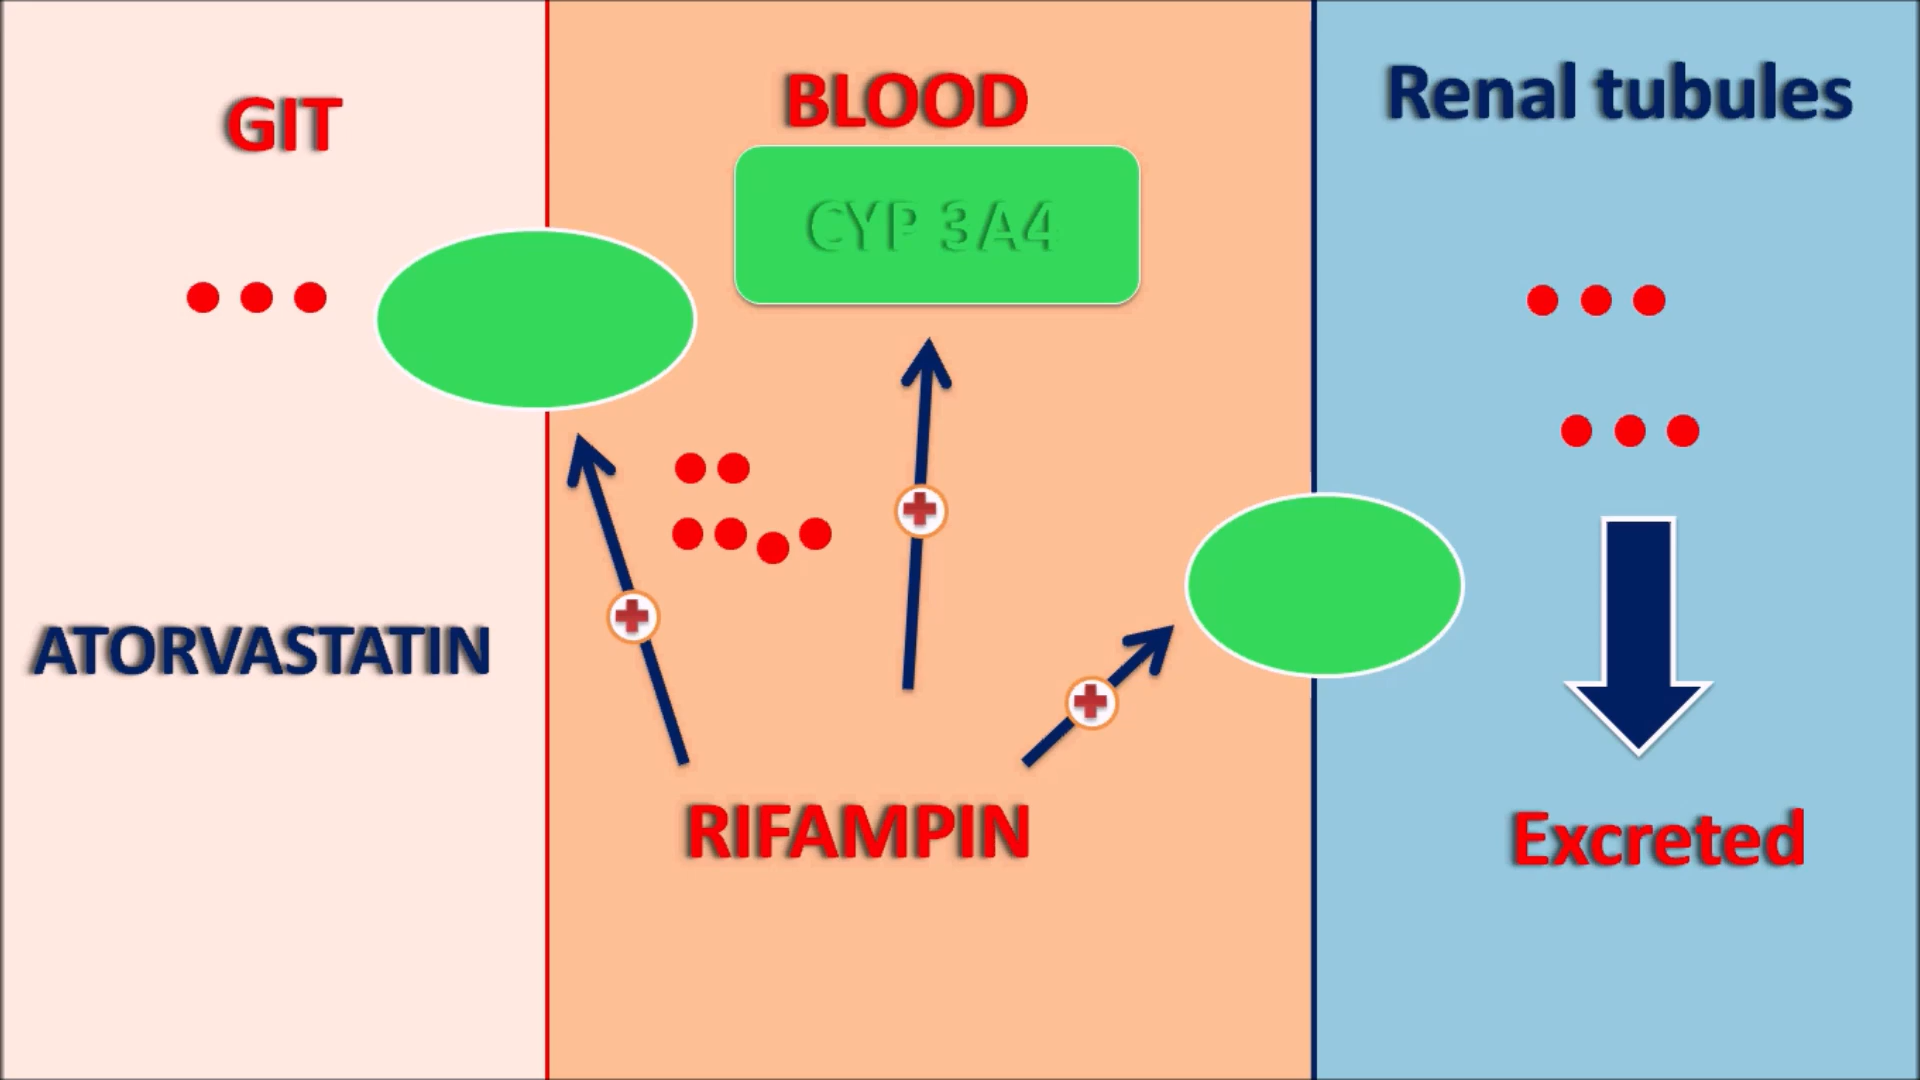 GIT
BLOOD
Renal tubules
CYP 3A4
ATORVASTATIN
RIFAMPIN
Excreted